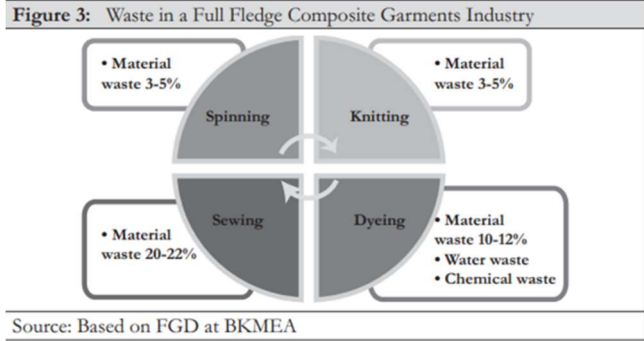 Figure 3: Waste in a Full Fledge Composite Garments Industry
• Material
waste 3-5%
Spinning
Knitting
• Material
waste 3-5%
• Material
waste 20-22%
Sewing
Dyeing
• Material
waste 10-12%
• Water waste
• Chemical waste
Source: Based on FGD at BKMEA